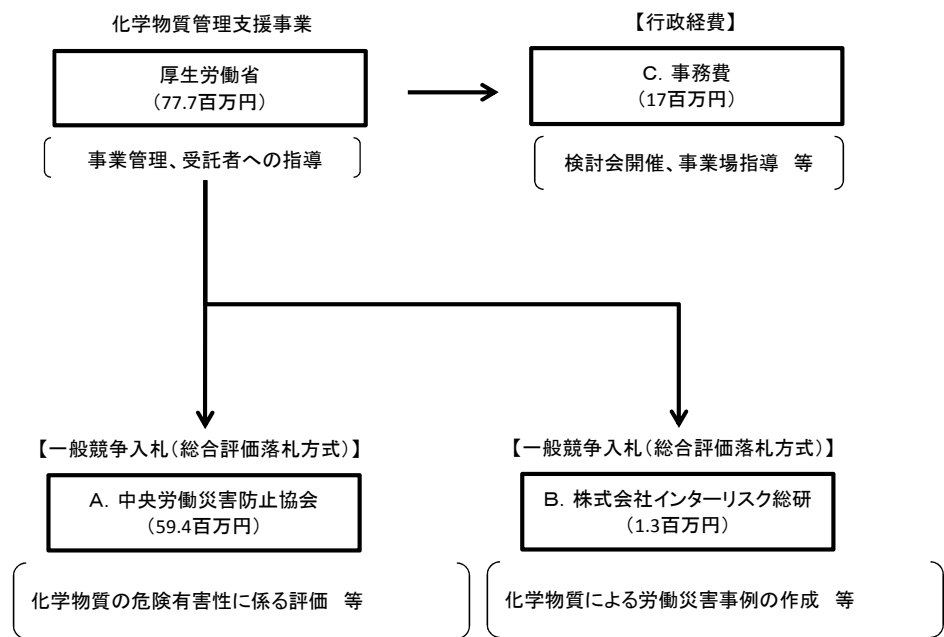 化学物質管理支援事業
厚生労働省
（77.7百万円）
事業管理、受託者への指導
【行政経費】
C．事務費
（17百万円）
検討会開催、事業場指導　等
【一般競争入札（総合評価落札方式）】
A．中央労働災害防止協会
（59.4百万円）
化学物質の危険有害性に係る評価　等
【一般競争入札（総合評価落札方式）】
B．株式会社インターリスク総研
（1.3百万円）
化学物質による労働災害事例の作成　等